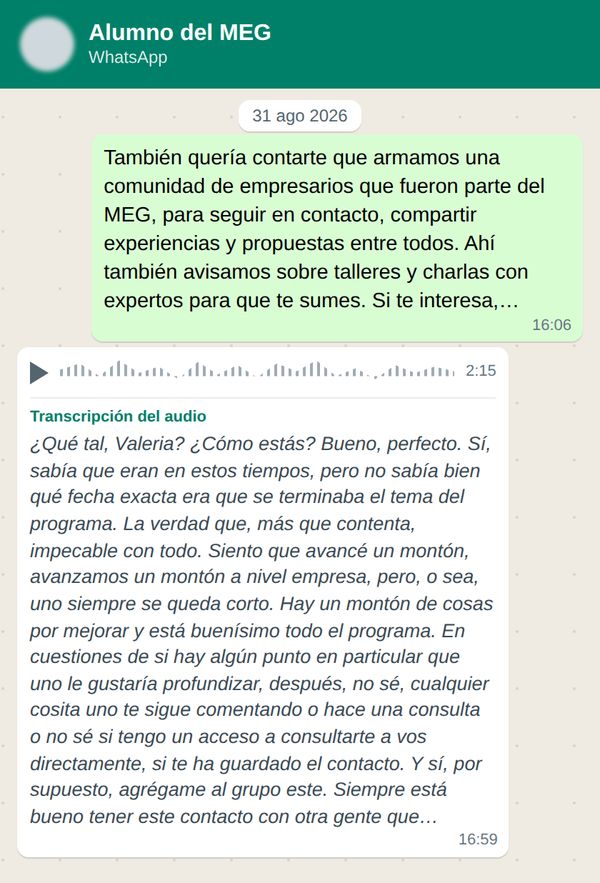 Alumno del MEG
WhatsApp
31 ago 2026
También quería contarte que armamos una
comunidad de empresarios que fueron parte del
MEG, para seguir en contacto, compartir
experiencias y propuestas entre todos. Ahí
también avisamos sobre talleres y charlas con
expertos para que te sumes. Si te interesa,…
16:06
2:15
Transcripción del audio
¿Qué tal, Valeria? ¿Cómo estás? Bueno, perfecto. Sí,
sabía que eran en estos tiempos, pero no sabía bien
qué fecha exacta era que se terminaba el tema del
programa. La verdad que, más que contenta,
impecable con todo. Siento que avancé un montón,
avanzamos un montón a nivel empresa, pero, o sea,
uno siempre se queda corto. Hay un montón de cosas
por mejorar y está buenísimo todo el programa. En
cuestiones de si hay algún punto en particular que
uno le gustaría profundizar, después, no sé, cualquier
cosita uno te sigue comentando o hace una consulta
o no sé si tengo un acceso a consultarte a vos
directamente, si te ha guardado el contacto. Y sí, por
supuesto, agrégame al grupo este. Siempre está
bueno tener este contacto con otra gente que…
16:59